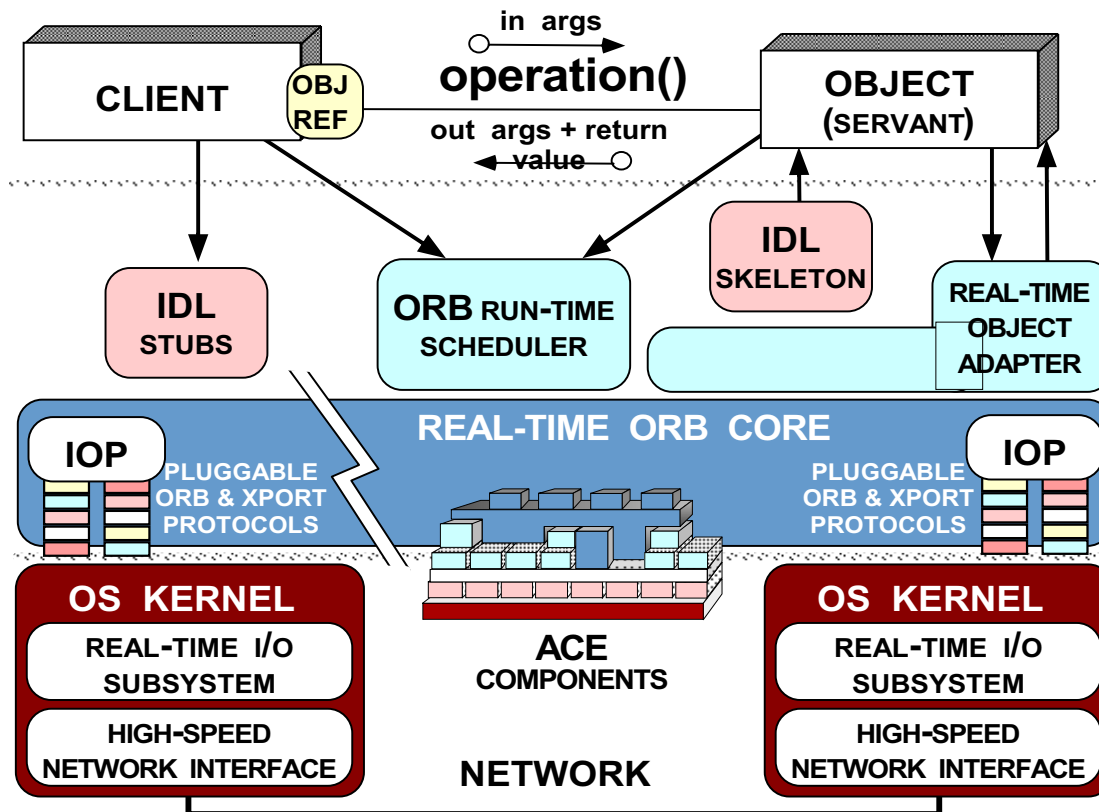 in args
operation()
out args + return
value
CLIENT
OBJ
REF
OBJECT
(SERVANT)
IDL
STUBS
ORB RUN-TIME
SCHEDULER
IDL
SKELETON
REAL-TIME
OBJECT
ADAPTER
REAL-TIME ORB CORE
IOP
PLUGGABLE
ORB & XPORT
PROTOCOLS
PLUGGABLE
ORB & XPORT
PROTOCOLS
IOP
OS KERNEL
REAL-TIME I/O
SUBSYSTEM
HIGH-SPEED
NETWORK INTERFACE
ACE
COMPONENTS
NETWORK
OS KERNEL
REAL-TIME I/O
SUBSYSTEM
HIGH-SPEED
NETWORK INTERFACE